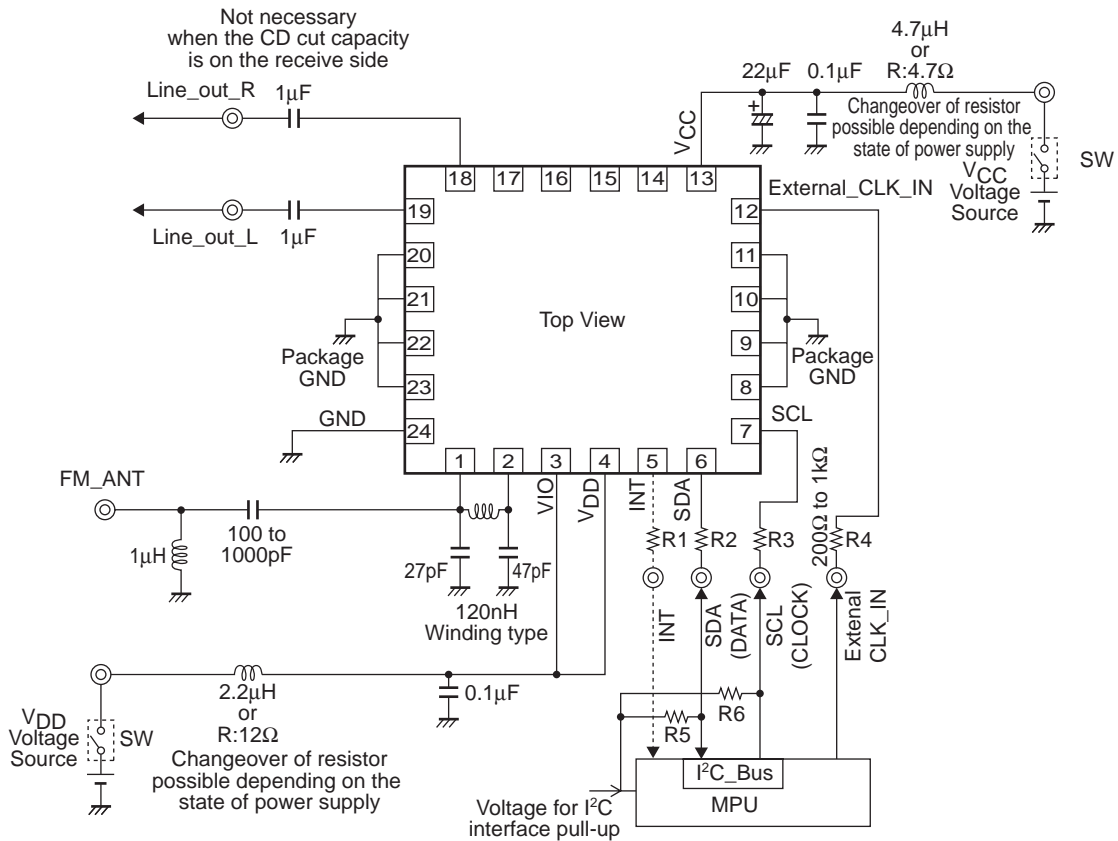 Not necessary
when the CD cut capacity
is on the receive side
Line_out_R
1μF
4.7μH
or
R:4.7Ω
22μF
0.1μF
+
Changeover of resistor
possible depending on the
state of power supply
VCC
SW
VCC
Voltage
Source
18
17
16
15
14
13
External_CLK_IN
19
12
Line_out_L
1μF
20
11
21
10
Top View
22
9
Package
GND
Package
GND
23
8
GND
SCL
24
7
1
2
3
4
5
6
FM_ANT
VIO
VDD
INT
SDA
200Ω to 1kΩ
R1
R2
R3
R4
100 to
1000pF
1μH
27pF
47pF
120nH
Winding type
INT
SDA
(DATA)
SCL
(CLOCK)
Extenal
CLK_IN
2.2μH
or
R:12Ω
0.1μF
VDD
Voltage
Source
SW
Changeover of resistor
possible depending on the
state of power supply
R6
R5
I²C_Bus
MPU
Voltage for I²C
interface pull-up